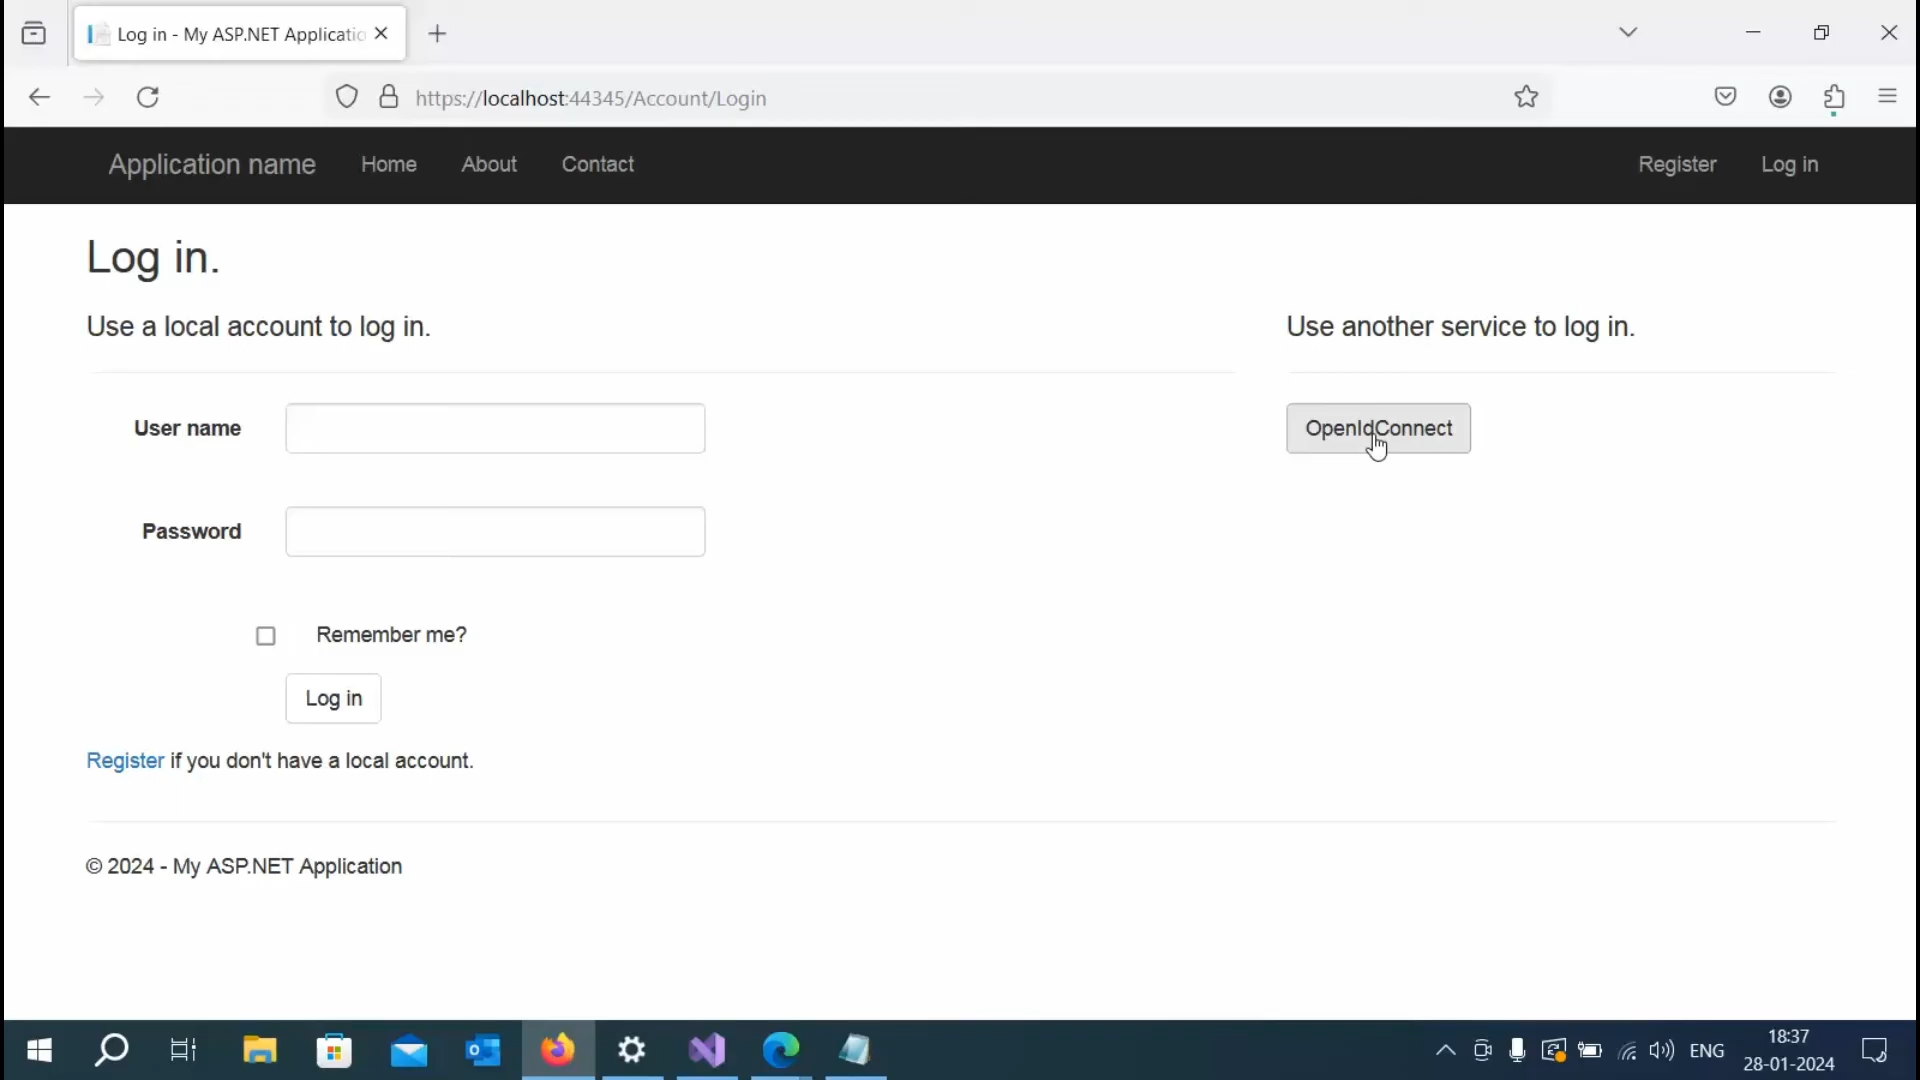 Log in - My ASP.NET Applicatio
https://localhost:44345/Account/Login
Application name Home About Contact Register Log in
Log in.
Use a local account to log in.
Use another service to log in.
User name
OpenIdConnect
Password
Remember me?
Log in
Register if you don't have a local account.
© 2024 - My ASP.NET Application
ENG
18:37
28-01-2024